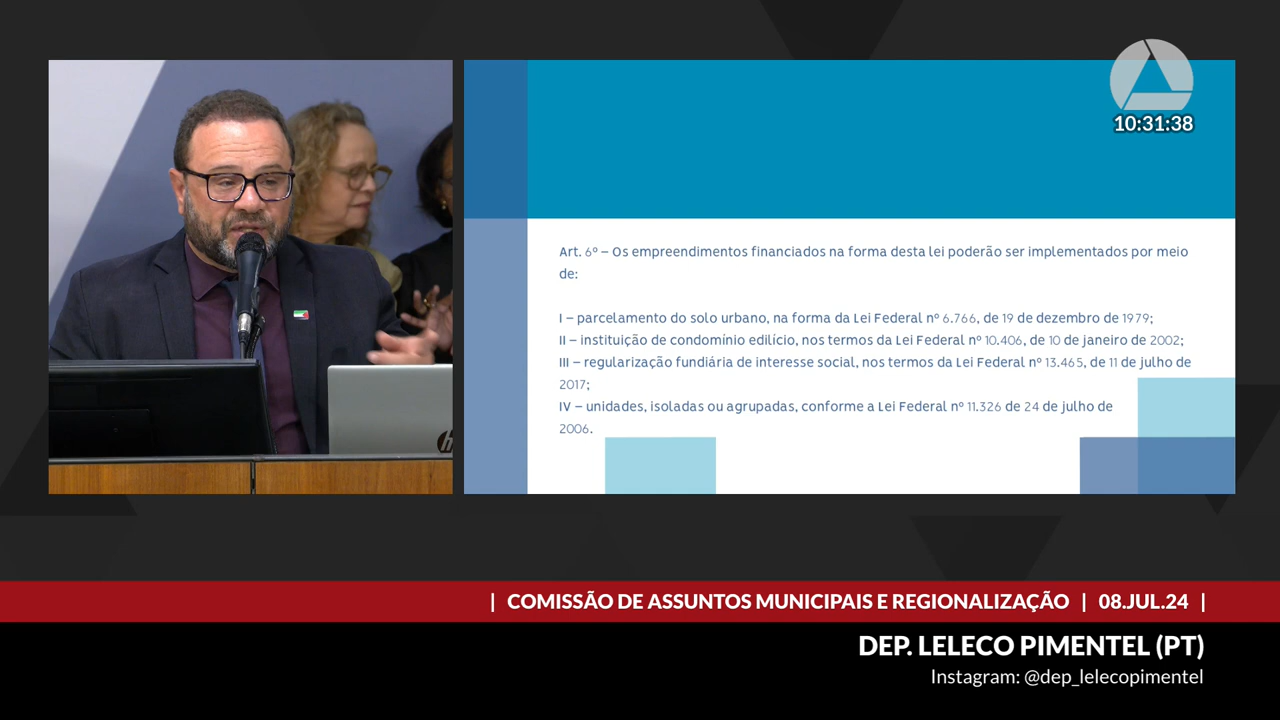 10:31:38
Art. 6º – Os empreendimentos financiados na forma desta lei poderão ser implementados por meio
de:
I – parcelamento do solo urbano, na forma da Lei Federal nº 6.766, de 19 de dezembro de 1979;
II – instituição de condomínio edilício, nos termos da Lei Federal nº 10.406, de 10 de janeiro de 2002;
III – regularização fundiária de interesse social, nos termos da Lei Federal nº 13.465, de 11 de julho de
2017;
IV – unidades, isoladas ou agrupadas, conforme a Lei Federal nº 11.326 de 24 de julho de
2006.
hp
| COMISSÃO DE ASSUNTOS MUNICIPAIS E REGIONALIZAÇÃO | 08.JUL.24 |
DEP. LELECO PIMENTEL (PT)
Instagram: @dep_lelecopimentel